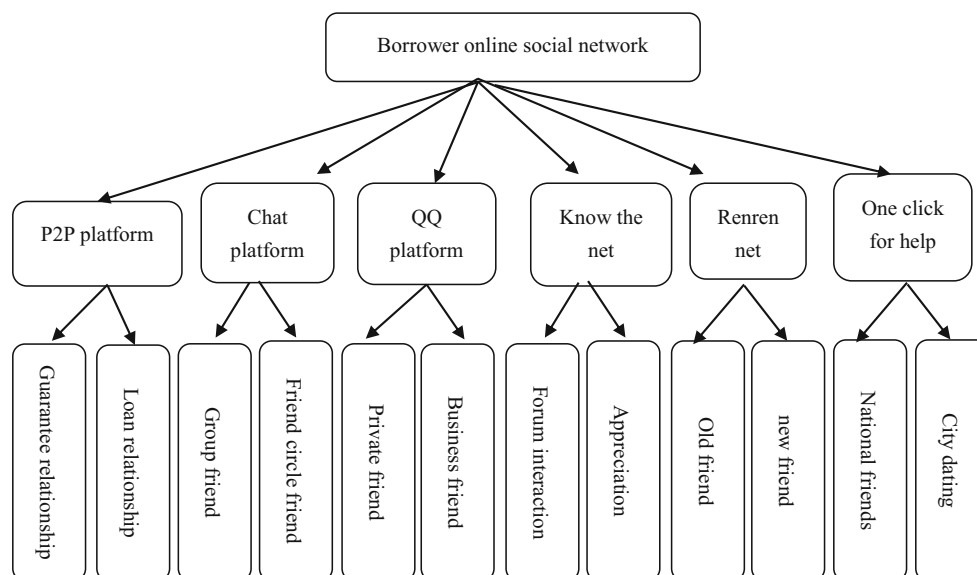 Borrower online social network
P2P platform
Chat
platform
QQ
platform
Know the
net
Renren
net
One click
for help
Guarantee relationship
Loan relationship
Group friend
Friend circle friend
Private friend
Business friend
Forum interaction
Appreciation
Old friend
new friend
National friends
City dating